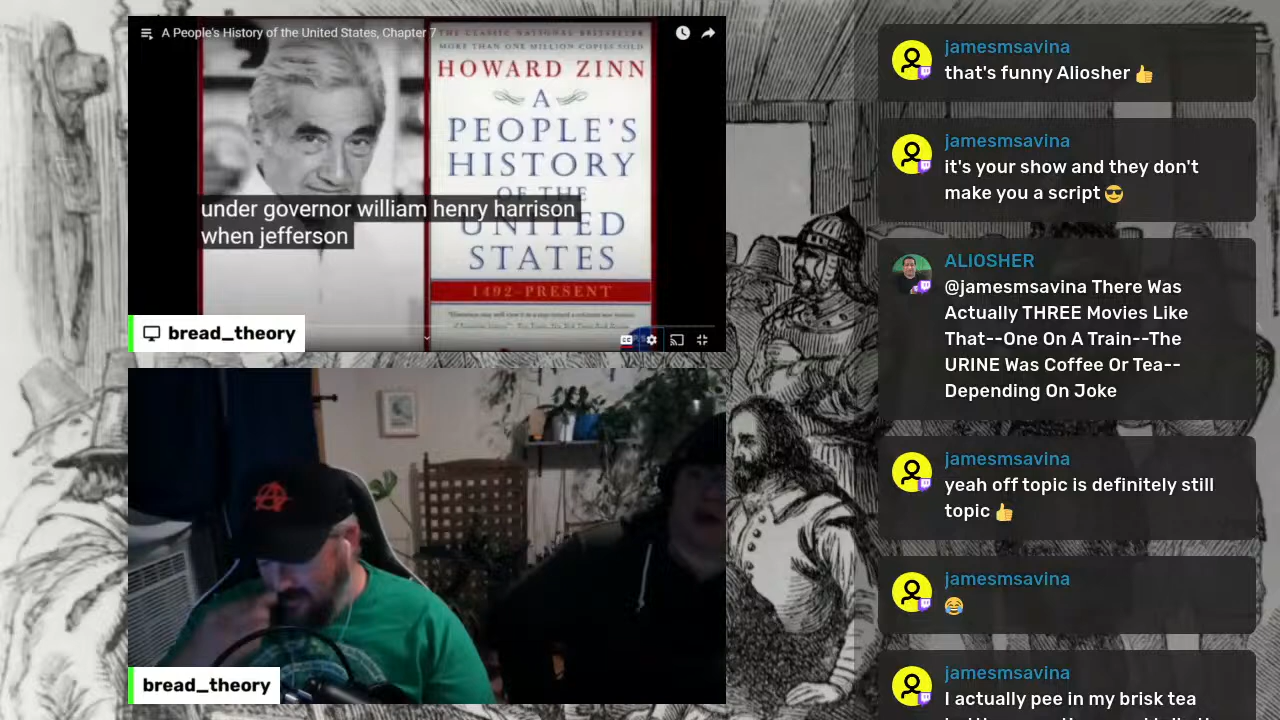 A People's History of the United States, Chapter 7
THE CLASSIC NATIONAL BESTSELLER
MORE THAN ONE MILLION COPIES SOLD
HOWARD ZINN
A
PEOPLE'S
HISTORY
OF THE
UNITED
STATES
1492–PRESENT
under governor william henry harrison
when jefferson
bread_theory
bread_theory
jamesmsavina
that's funny Aliosher 👍
jamesmsavina
it's your show and they don't
make you a script 😎
ALIOSHER
@jamesmsavina There Was
Actually THREE Movies Like
That--One On A Train--The
URINE Was Coffee Or Tea--
Depending On Joke
jamesmsavina
yeah off topic is definitely still
topic 👍
jamesmsavina
😂
jamesmsavina
I actually pee in my brisk tea